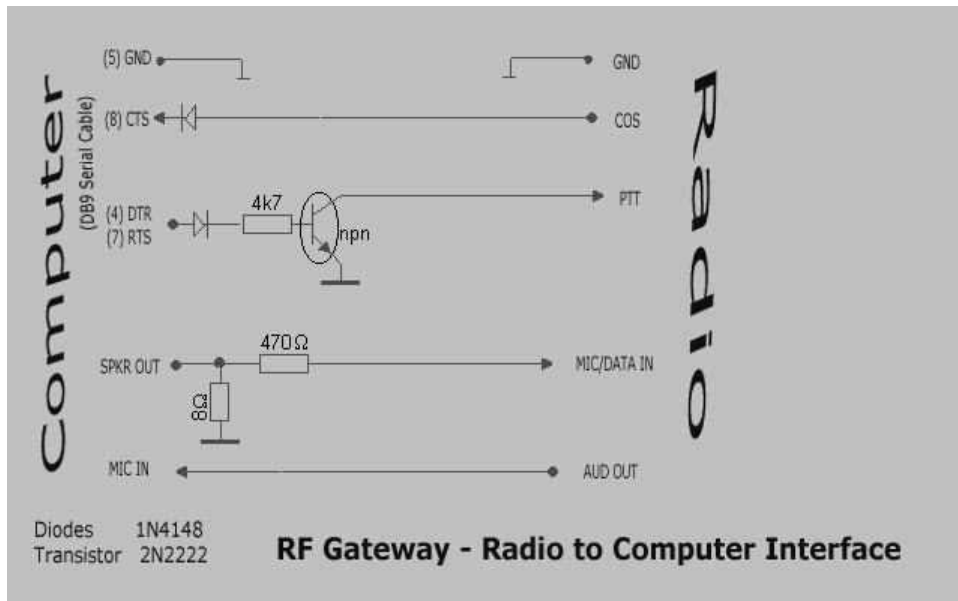 Computer
(DB9 Serial Cable)
(5) GND
GND
(8) CTS
COS
(4) DTR
(7) RTS
4k7
npn
PTT
Radio
SPKR OUT
470Ω
8Ω
MIC/DATA IN
MIC IN
AUD OUT
Diodes 1N4148
Transistor 2N2222
RF Gateway - Radio to Computer Interface